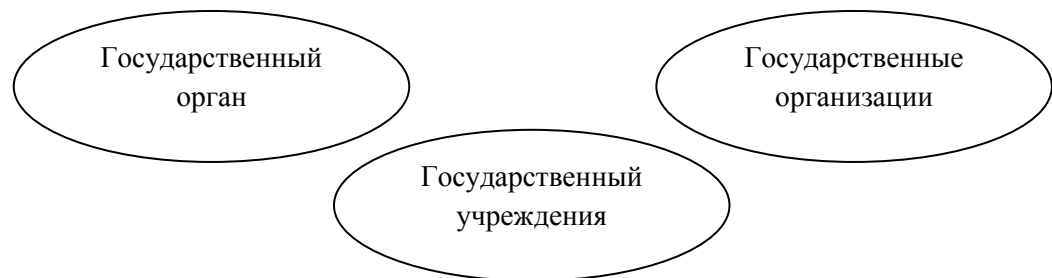 Государственный
орган
Государственные
организации
Государственный
учреждения